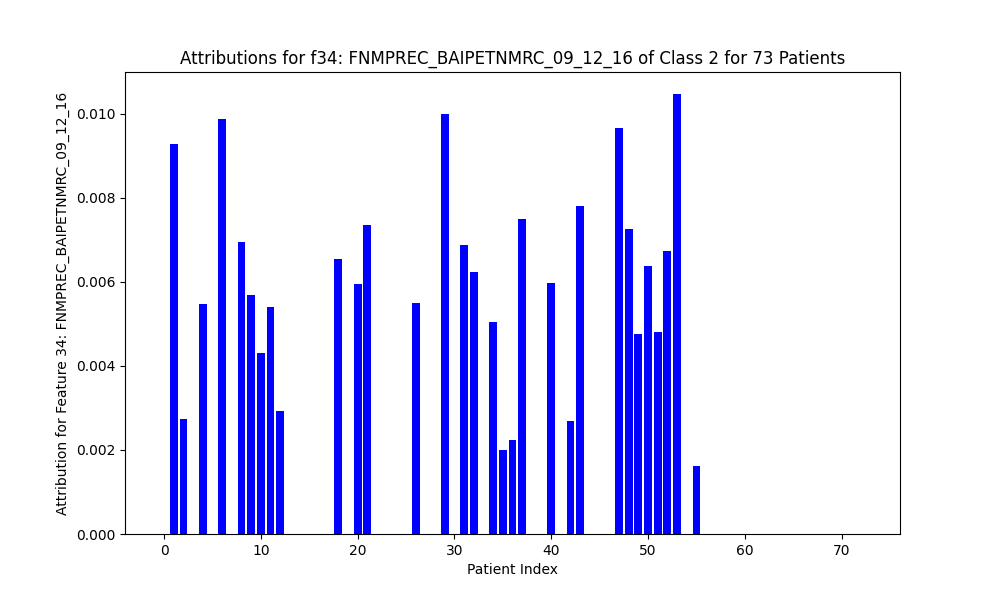 Attributions for f34: FNMPREC_BAIPETNMRC_09_12_16 of Class 2 for 73 Patients
Attribution for Feature 34: FNMPREC_BAIPETNMRC_09_12_16
0.010
0.008
0.006
0.004
0.002
0.000
0 10 20 30 40 50 60 70
Patient Index